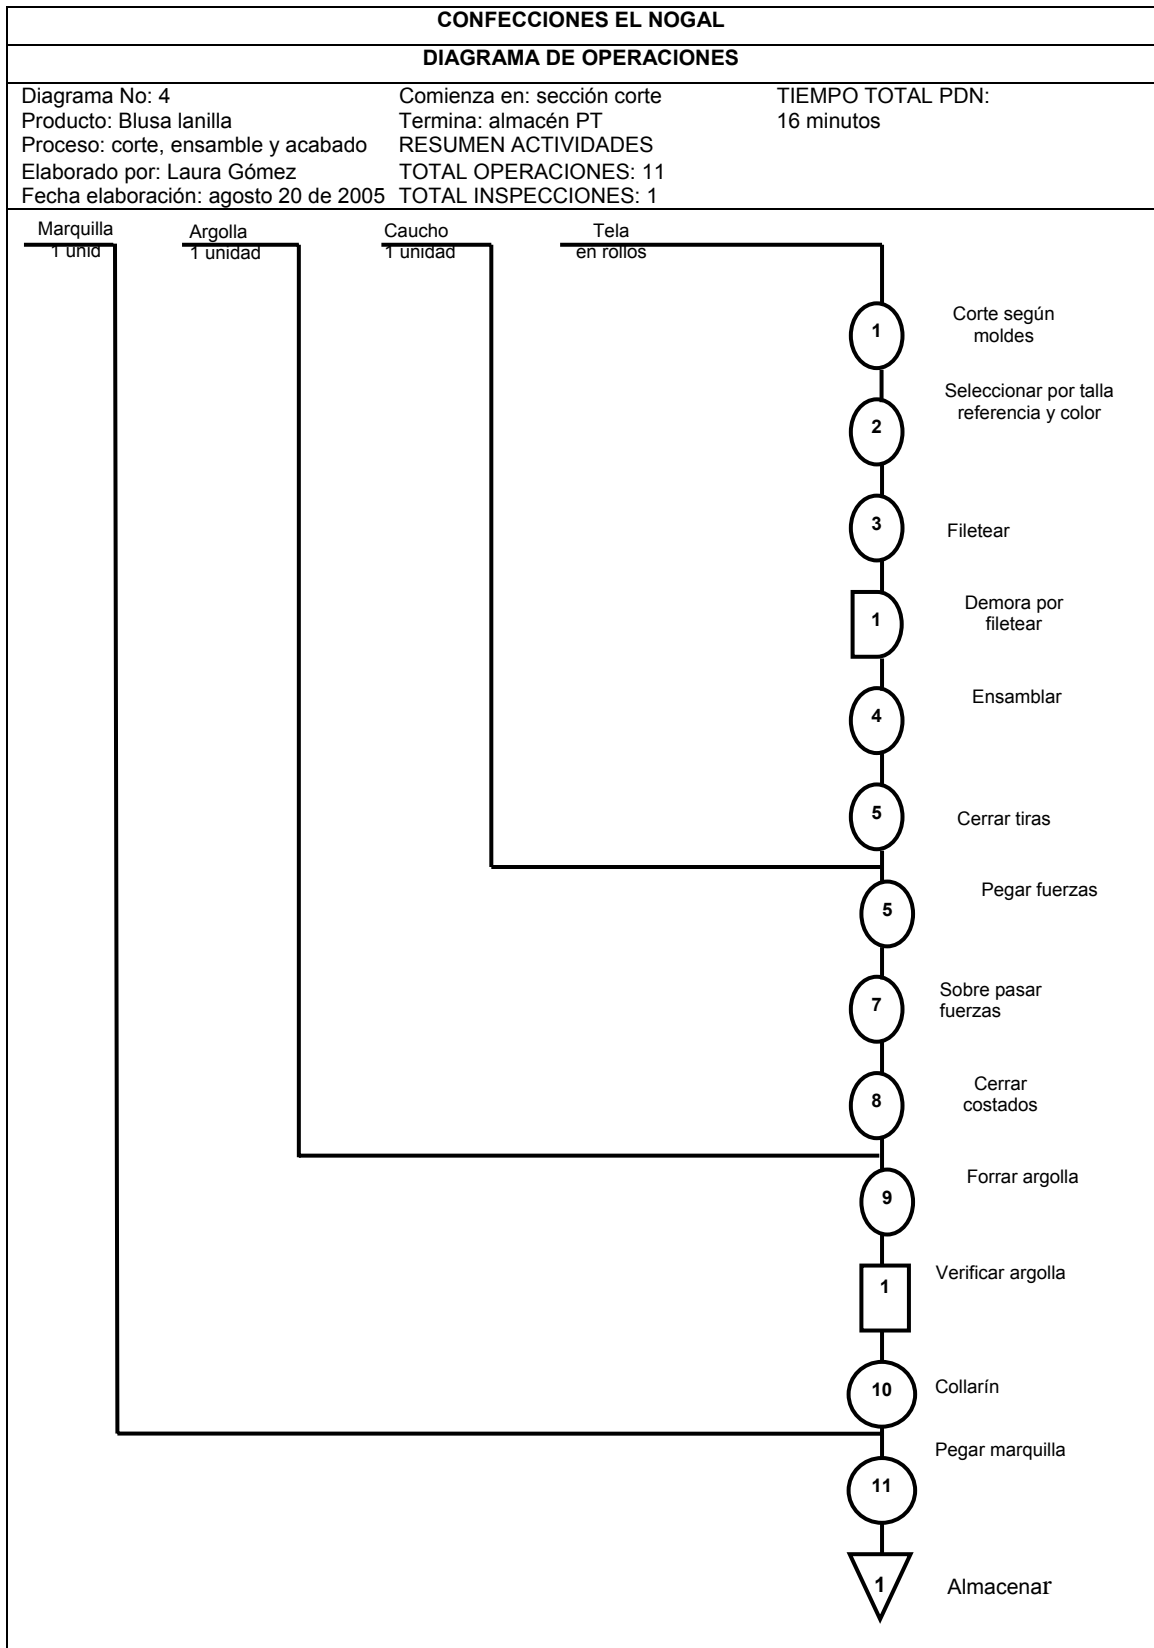 CONFECCIONES EL NOGAL
DIAGRAMA DE OPERACIONES
Diagrama No: 4 Comienza en: sección corte TIEMPO TOTAL PDN:
Producto: Blusa lanilla Termina: almacén PT 16 minutos
Proceso: corte, ensamble y acabado RESUMEN ACTIVIDADES
Elaborado por: Laura Gómez TOTAL OPERACIONES: 11
Fecha elaboración: agosto 20 de 2005 TOTAL INSPECCIONES: 1
Marquilla Argolla Caucho Tela
1 unid 1 unidad 1 unidad en rollos
1 Corte según
moldes
2 Seleccionar por talla
referencia y color
3 Filetear
1 Demora por
filetear
4 Ensamblar
5 Cerrar tiras
5 Pegar fuerzas
7 Sobre pasar
fuerzas
8 Cerrar
costados
9 Forrar argolla
1 Verificar argolla
10 Collarín
11 Pegar marquilla
1 Almacenar